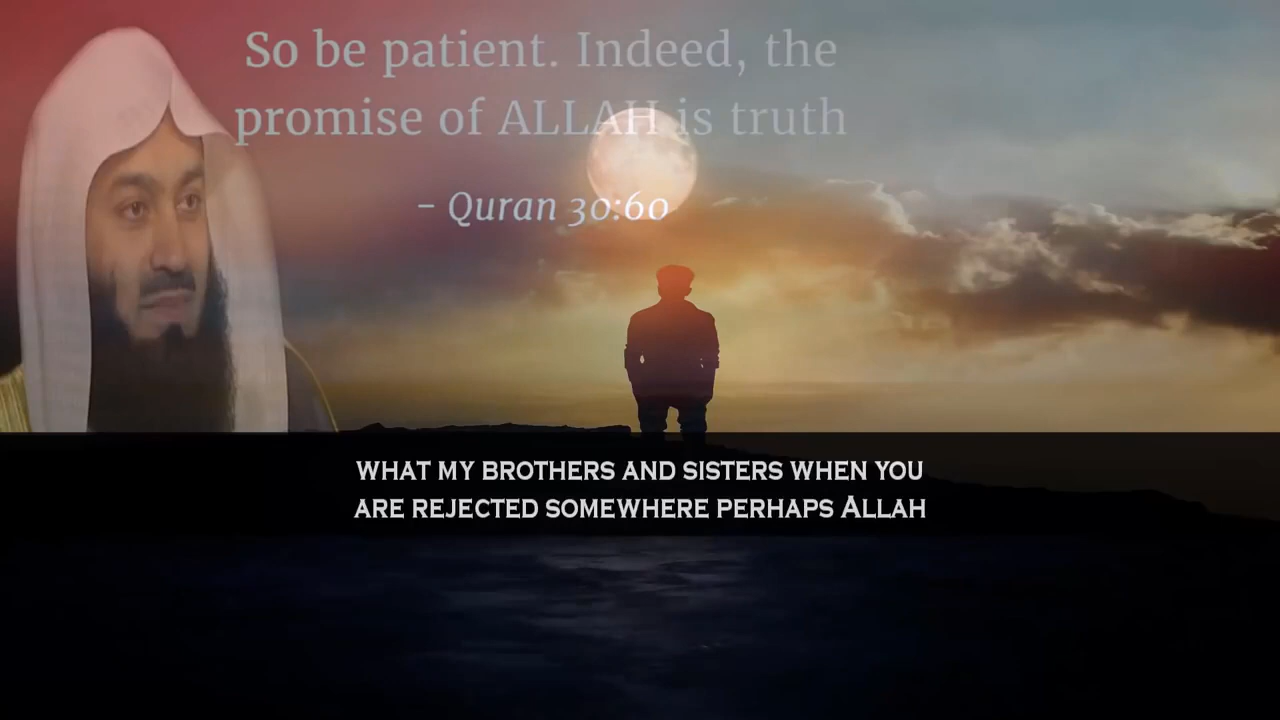 So be patient. Indeed, the
promise of ALLAH is truth
- Quran 30:60
WHAT MY BROTHERS AND SISTERS WHEN YOU
ARE REJECTED SOMEWHERE PERHAPS ALLAH